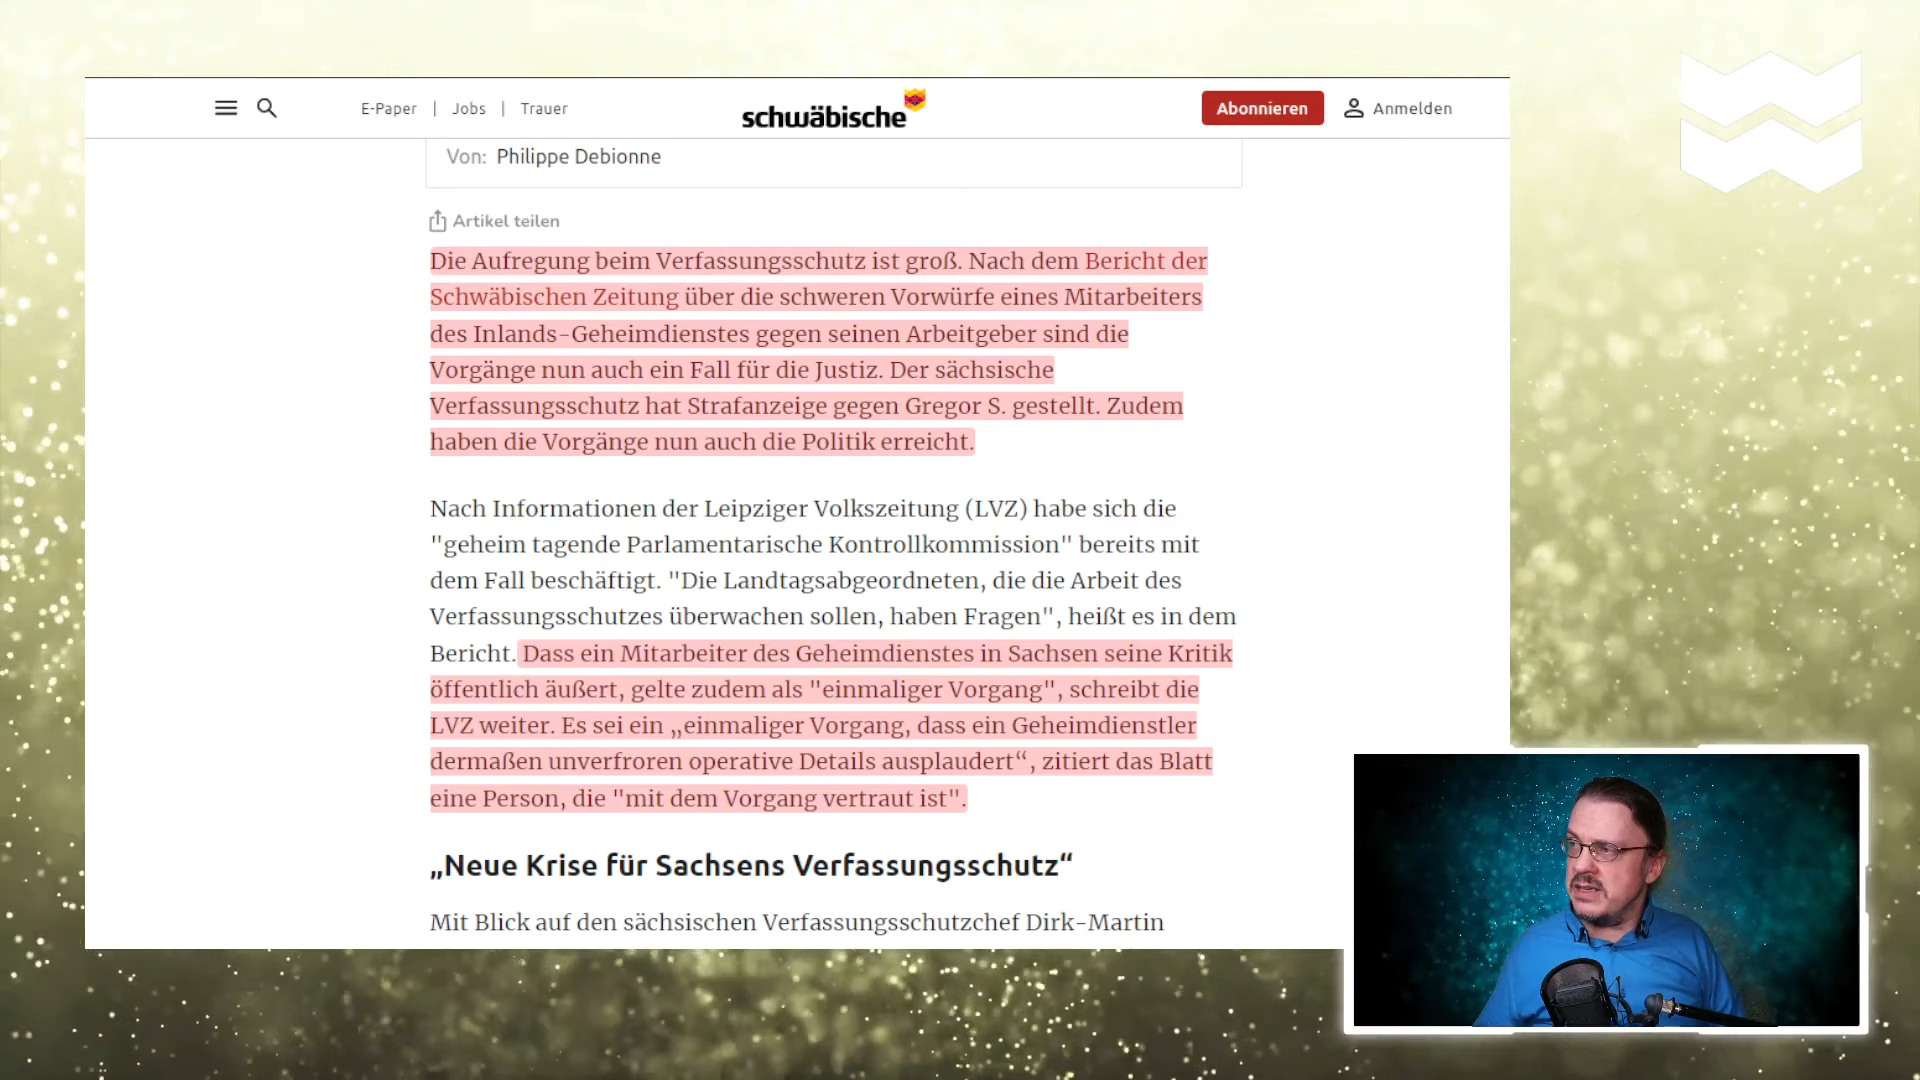 E-Paper | Jobs | Trauer
schwäbische
Abonnieren
Anmelden
Von: Philippe Debionne
Artikel teilen
Die Aufregung beim Verfassungsschutz ist groß. Nach dem Bericht der
Schwäbischen Zeitung über die schweren Vorwürfe eines Mitarbeiters
des Inlands-Geheimdienstes gegen seinen Arbeitgeber sind die
Vorgänge nun auch ein Fall für die Justiz. Der sächsische
Verfassungsschutz hat Strafanzeige gegen Gregor S. gestellt. Zudem
haben die Vorgänge nun auch die Politik erreicht.
Nach Informationen der Leipziger Volkszeitung (LVZ) habe sich die
"geheim tagende Parlamentarische Kontrollkommission" bereits mit
dem Fall beschäftigt. "Die Landtagsabgeordneten, die die Arbeit des
Verfassungsschutzes überwachen sollen, haben Fragen", heißt es in dem
Bericht. Dass ein Mitarbeiter des Geheimdienstes in Sachsen seine Kritik
öffentlich äußert, gelte zudem als "einmaliger Vorgang", schreibt die
LVZ weiter. Es sei ein „einmaliger Vorgang, dass ein Geheimdienstler
dermaßen unverfroren operative Details ausplaudert“, zitiert das Blatt
eine Person, die "mit dem Vorgang vertraut ist".
„Neue Krise für Sachsens Verfassungsschutz“
Mit Blick auf den sächsischen Verfassungsschutzchef Dirk-Martin